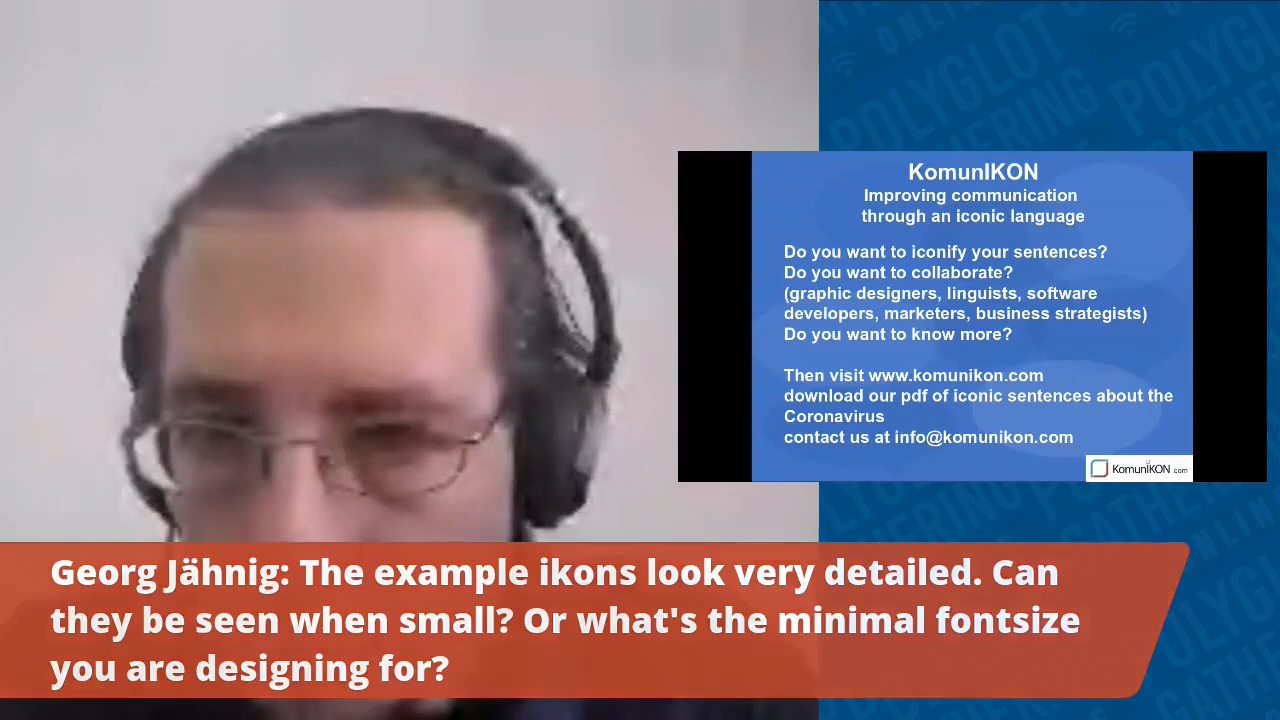 KomunIKON
Improving communication
through an iconic language
Do you want to iconify your sentences?
Do you want to collaborate?
(graphic designers, linguists, software
developers, marketers, business strategists)
Do you want to know more?
Then visit www.komunikon.com
download our pdf of iconic sentences about the
Coronavirus
contact us at info@komunikon.com
KomunIKON.com
Georg Jähnig: The example ikons look very detailed. Can
they be seen when small? Or what's the minimal fontsize
you are designing for?
POLYGLOT
GATHERING
ONLINE